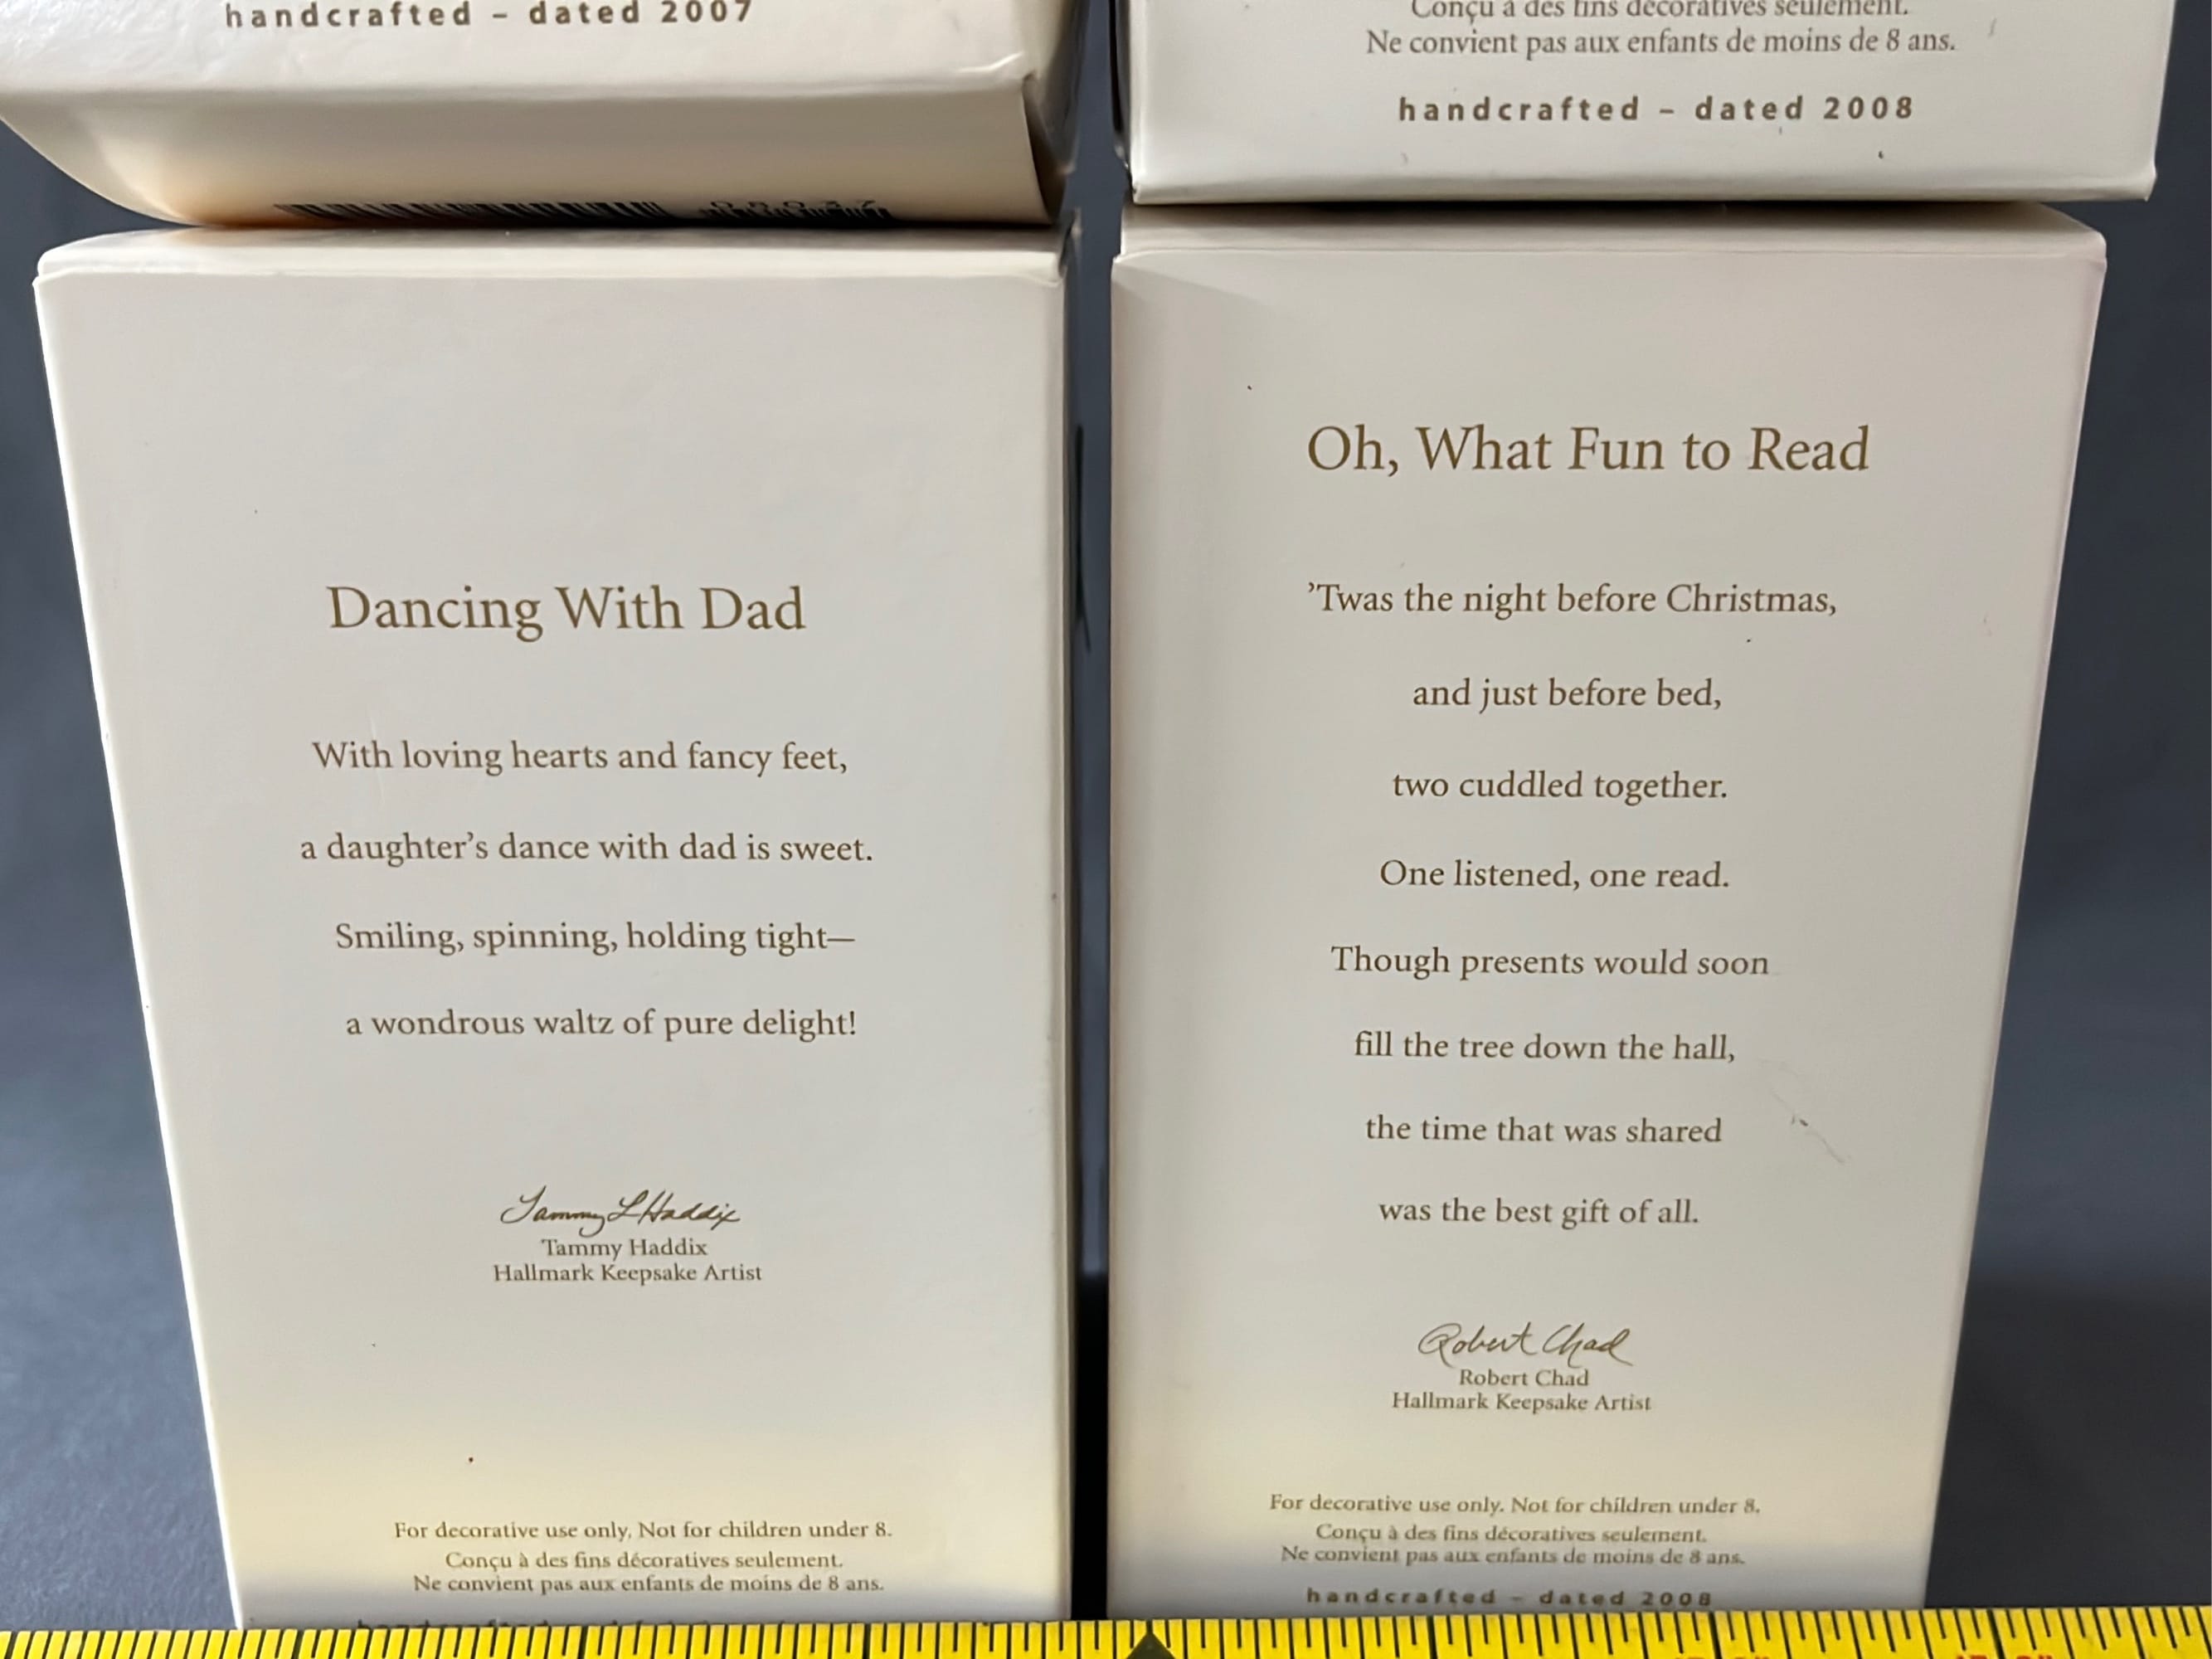 handcrafted – dated 2007
Conçu à des fins décoratives seulement.
Ne convient pas aux enfants de moins de 8 ans.
handcrafted – dated 2008
Dancing With Dad
With loving hearts and fancy feet,
a daughter's dance with dad is sweet.
Smiling, spinning, holding tight—
a wondrous waltz of pure delight!
Tammy L Haddix
Tammy Haddix
Hallmark Keepsake Artist
For decorative use only. Not for children under 8.
Conçu à des fins décoratives seulement.
Ne convient pas aux enfants de moins de 8 ans.
Oh, What Fun to Read
’Twas the night before Christmas,
and just before bed,
two cuddled together.
One listened, one read.
Though presents would soon
fill the tree down the hall,
the time that was shared
was the best gift of all.
Robert Chad
Robert Chad
Hallmark Keepsake Artist
For decorative use only. Not for children under 8.
Conçu à des fins décoratives seulement.
Ne convient pas aux enfants de moins de 8 ans.
handcrafted – dated 2008